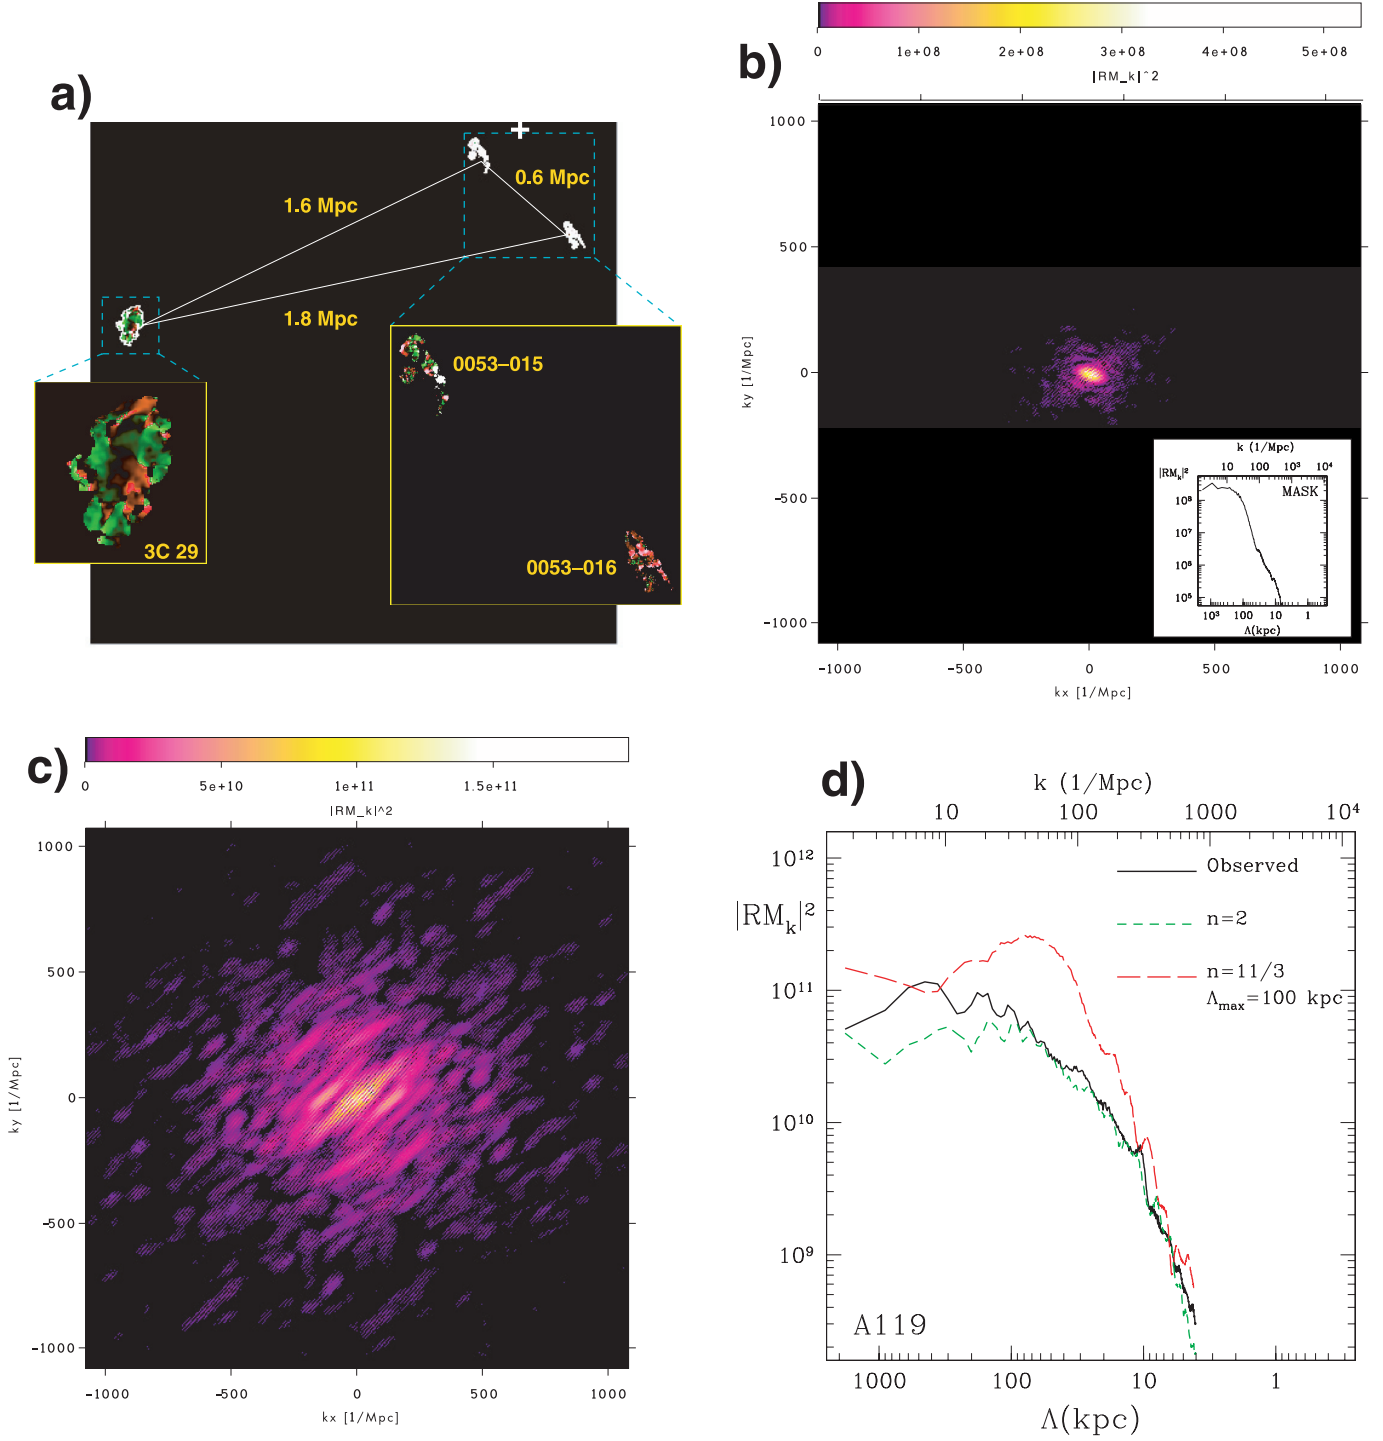 a)
1.6 Mpc
0.6 Mpc
1.8 Mpc
0053–015
0053–016
3C 29
b)
0 1e+08 2e+08 3e+08 4e+08 5e+08
|RM_k|^2
1000
500
0
-500
-1000
ky [1/Mpc]
k (1/Mpc)
10 100 10³ 10⁴
|RMₖ|²
MASK
10⁸
10⁷
10⁶
10⁵
10³ 100 10 1
Λ(kpc)
-1000 -500 0 500 1000
kx [1/Mpc]
c)
0 5e+10 1e+11 1.5e+11
|RM_k|^2
1000
500
0
-500
-1000
ky [1/Mpc]
-1000 -500 0 500 1000
kx [1/Mpc]
d)
k (1/Mpc)
10 100 1000 10⁴
10¹²
|RMₖ|²
10¹¹
10¹⁰
10⁹
Observed
n=2
n=11/3
Λmax=100 kpc
A119
1000 100 10 1
Λ(kpc)